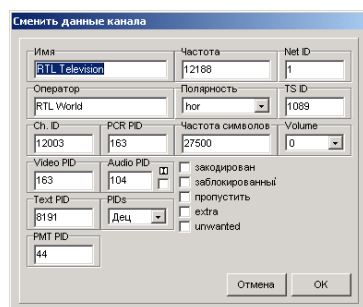 Сменить данные канала
Имя Частота Net ID
RTL Television 12188 1
Оператор Полярность TS ID
RTL World hor 1089
Ch. ID PCR PID Частота символов Volume
12003 163 27500 0
Video PID Audio PID закодирован
163 104 заблокированный
Text PID PIDs пропустить
8191 Дец extra
PMT PID unwanted
44
Отмена OK